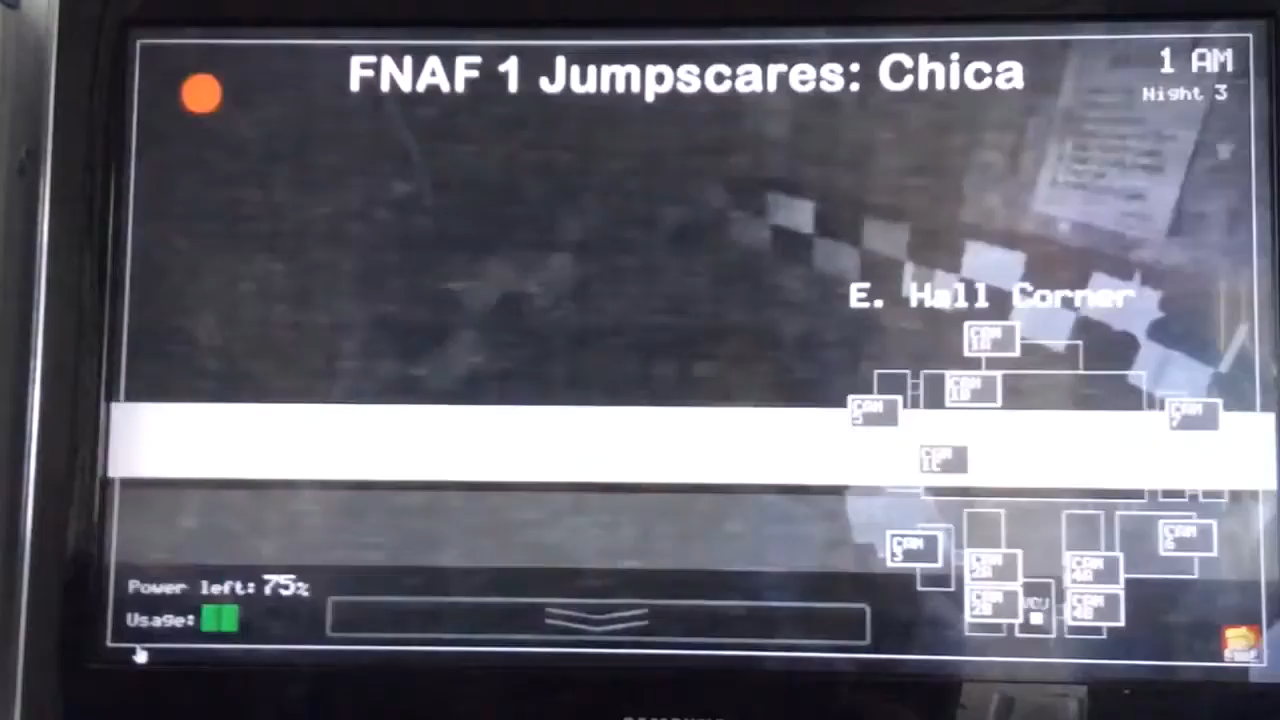 FNAF 1 Jumpscares: Chica
1 AM
Night 3
E. Hall Corner
CAM
1A
CAM
1B
CAM
5
CAM
7
CAM
1C
CAM
3
CAM
6
CAM
2A
CAM
4A
CAM
2B
YOU
CAM
4B
Power left: 75%
Usage: